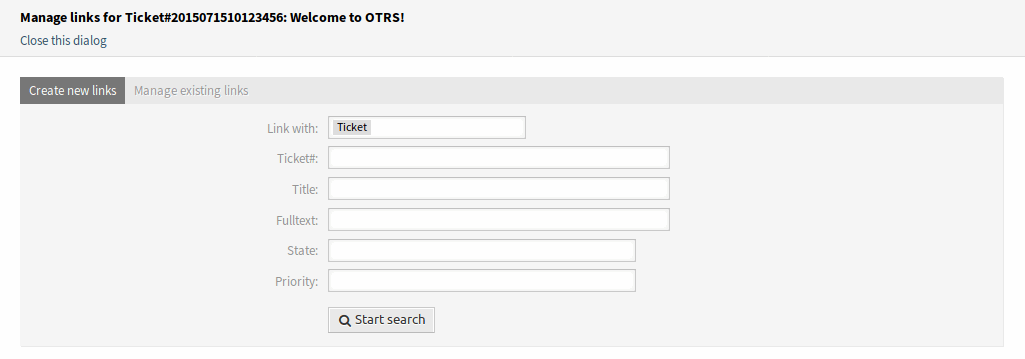 Manage links for Ticket#2015071510123456: Welcome to OTRS!
Close this dialog
Create new links Manage existing links
Link with: Ticket
Ticket#:
Title:
Fulltext:
State:
Priority:
Start search